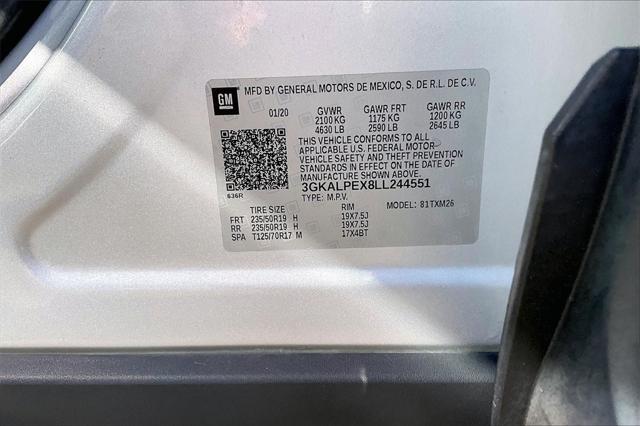 MFD BY GENERAL MOTORS DE MEXICO, S. DE R.L. DE C.V.
GM
01/20 GVWR GAWR FRT GAWR RR
2100 KG 1175 KG 1200 KG
4630 LB 2590 LB 2645 LB
THIS VEHICLE CONFORMS TO ALL
APPLICABLE U.S. FEDERAL MOTOR
VEHICLE SAFETY AND THEFT PREVENTION
STANDARDS IN EFFECT ON THE DATE OF
MANUFACTURE SHOWN ABOVE.
3GKALPEX8LL244551
636R
TYPE: M.P.V. MODEL: 81TXM26
TIRE SIZE RIM
FRT 235/50R19 H 19X7.5J
RR 235/50R19 H 19X7.5J
SPA T125/70R17 M 17X4BT